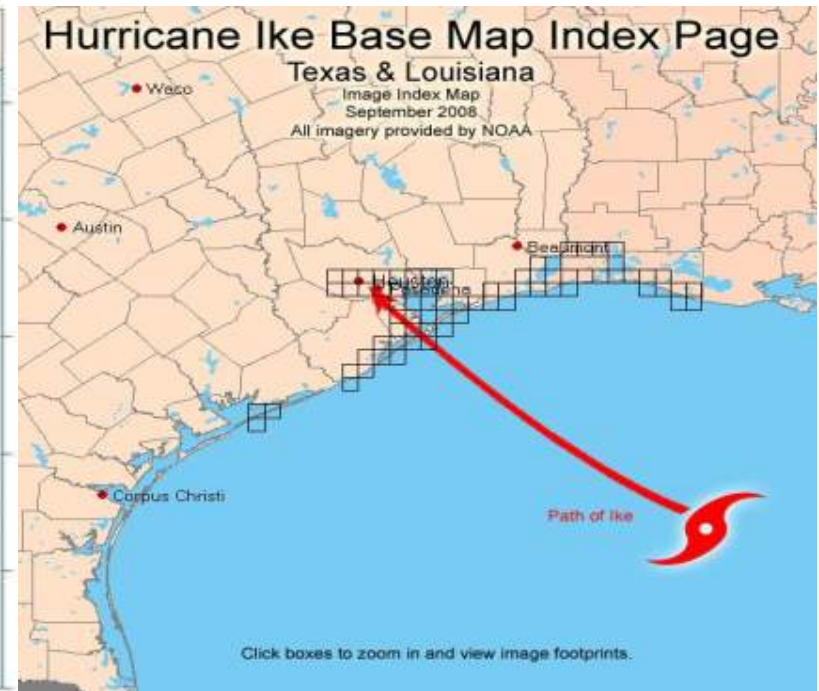 Hurricane Ike Base Map Index Page
Texas & Louisiana
Image Index Map
September 2008
All imagery provided by NOAA
Waco
Austin
Beaumont
Houston
Pasadena
Corpus Christi
Path of Ike
Click boxes to zoom in and view image footprints.